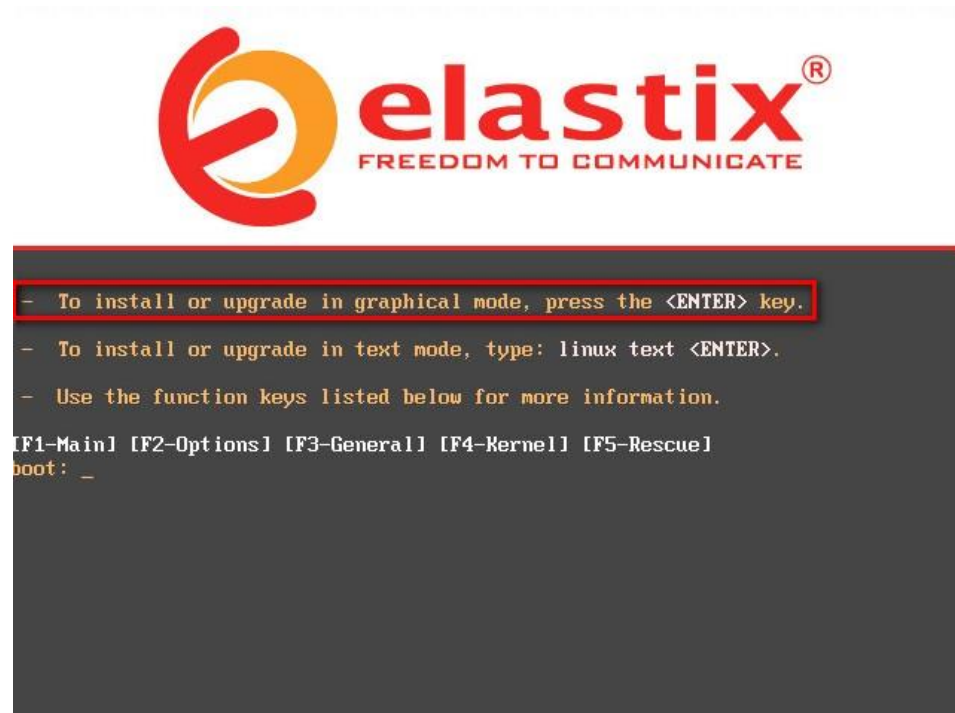 elastix®
FREEDOM TO COMMUNICATE
- To install or upgrade in graphical mode, press the <ENTER> key.
- To install or upgrade in text mode, type: linux text <ENTER>.
- Use the function keys listed below for more information.
[F1-Main] [F2-Options] [F3-General] [F4-Kernel] [F5-Rescue]
boot: _